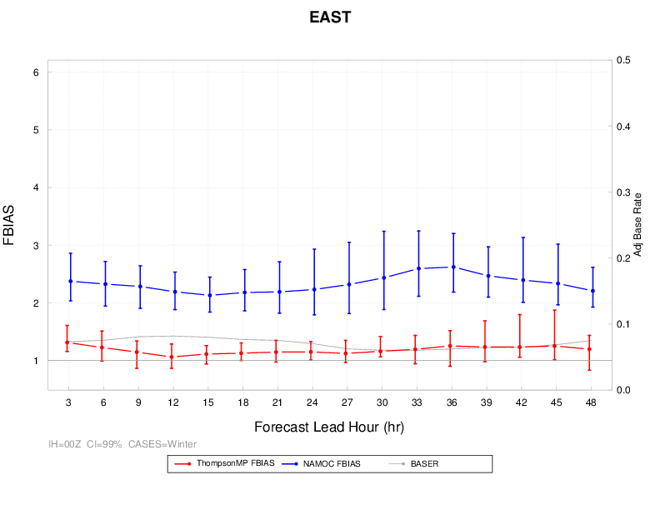 EAST
FBIAS
6
5
4
3
2
1
0.5
0.4
0.3
0.2
0.1
0.0
Adj Base Rate
3 6 9 12 15 18 21 24 27 30 33 36 39 42 45 48
Forecast Lead Hour (hr)
IH=00Z CI=99% CASES=Winter
ThompsonMP FBIAS NAMOC FBIAS BASER